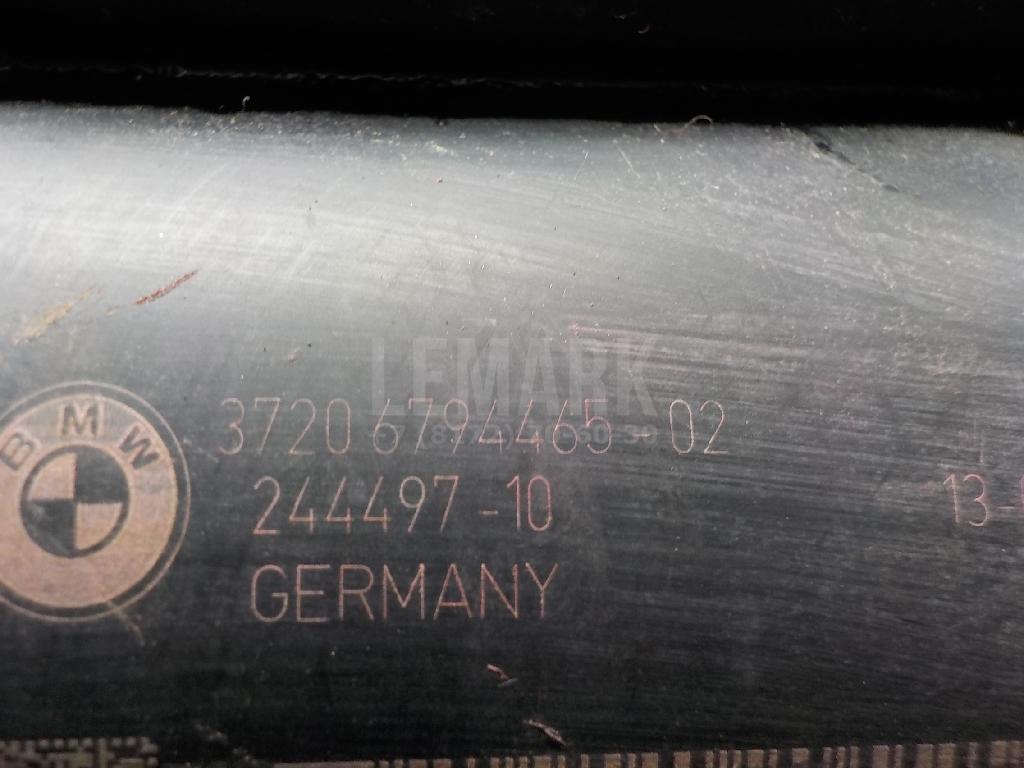 LEMARK
BMW
3720 6794465 - 02
244497 - 10
GERMANY
13-